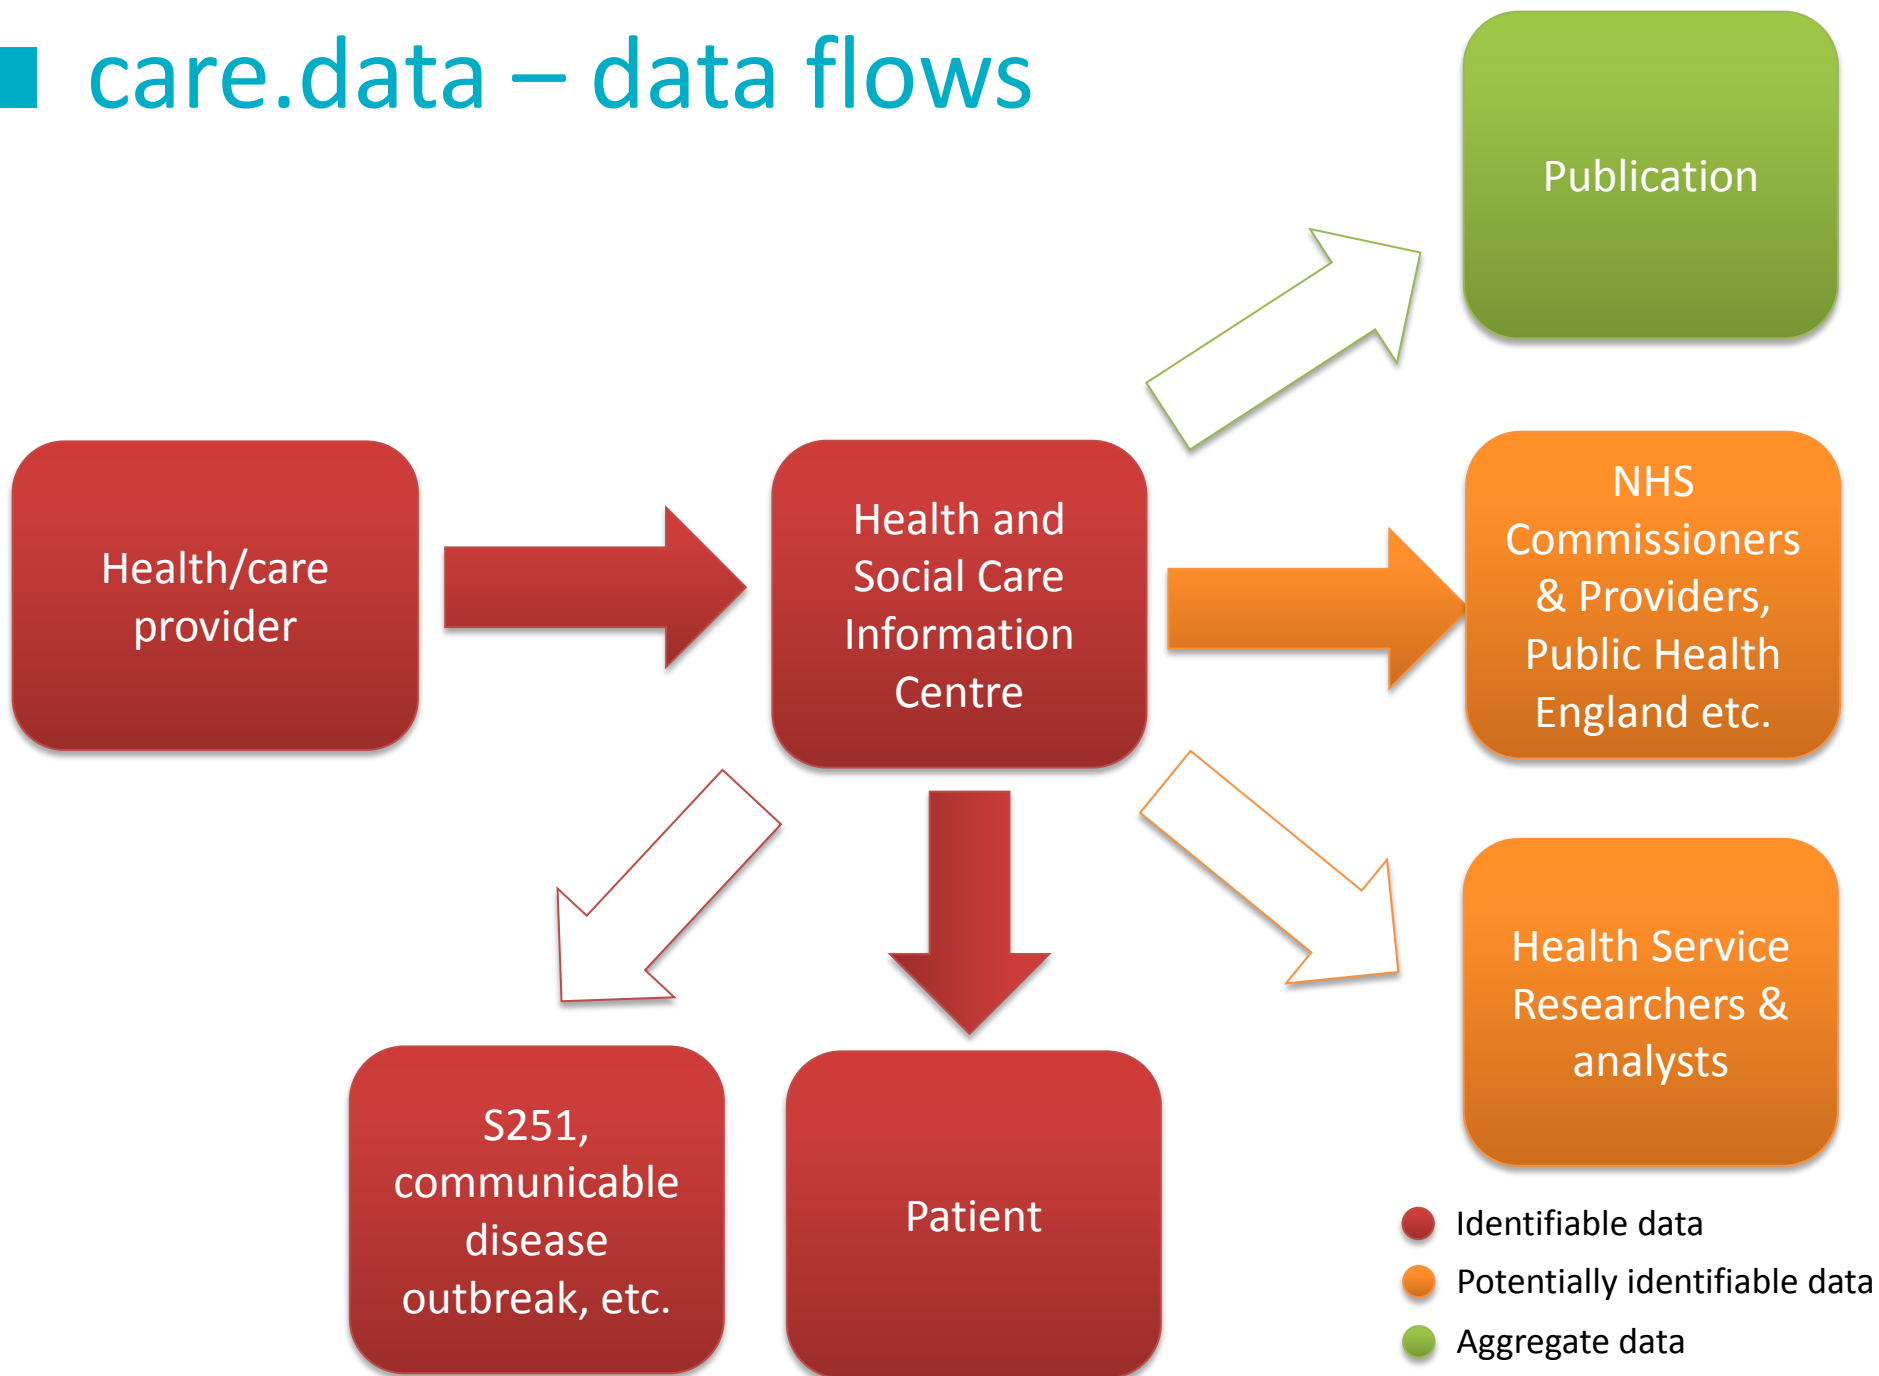 care.data – data flows
Publication
Health/care
provider
Health and
Social Care
Information
Centre
NHS
Commissioners
& Providers,
Public Health
England etc.
Health Service
Researchers &
analysts
S251,
communicable
disease
outbreak, etc.
Patient
Identifiable data
Potentially identifiable data
Aggregate data